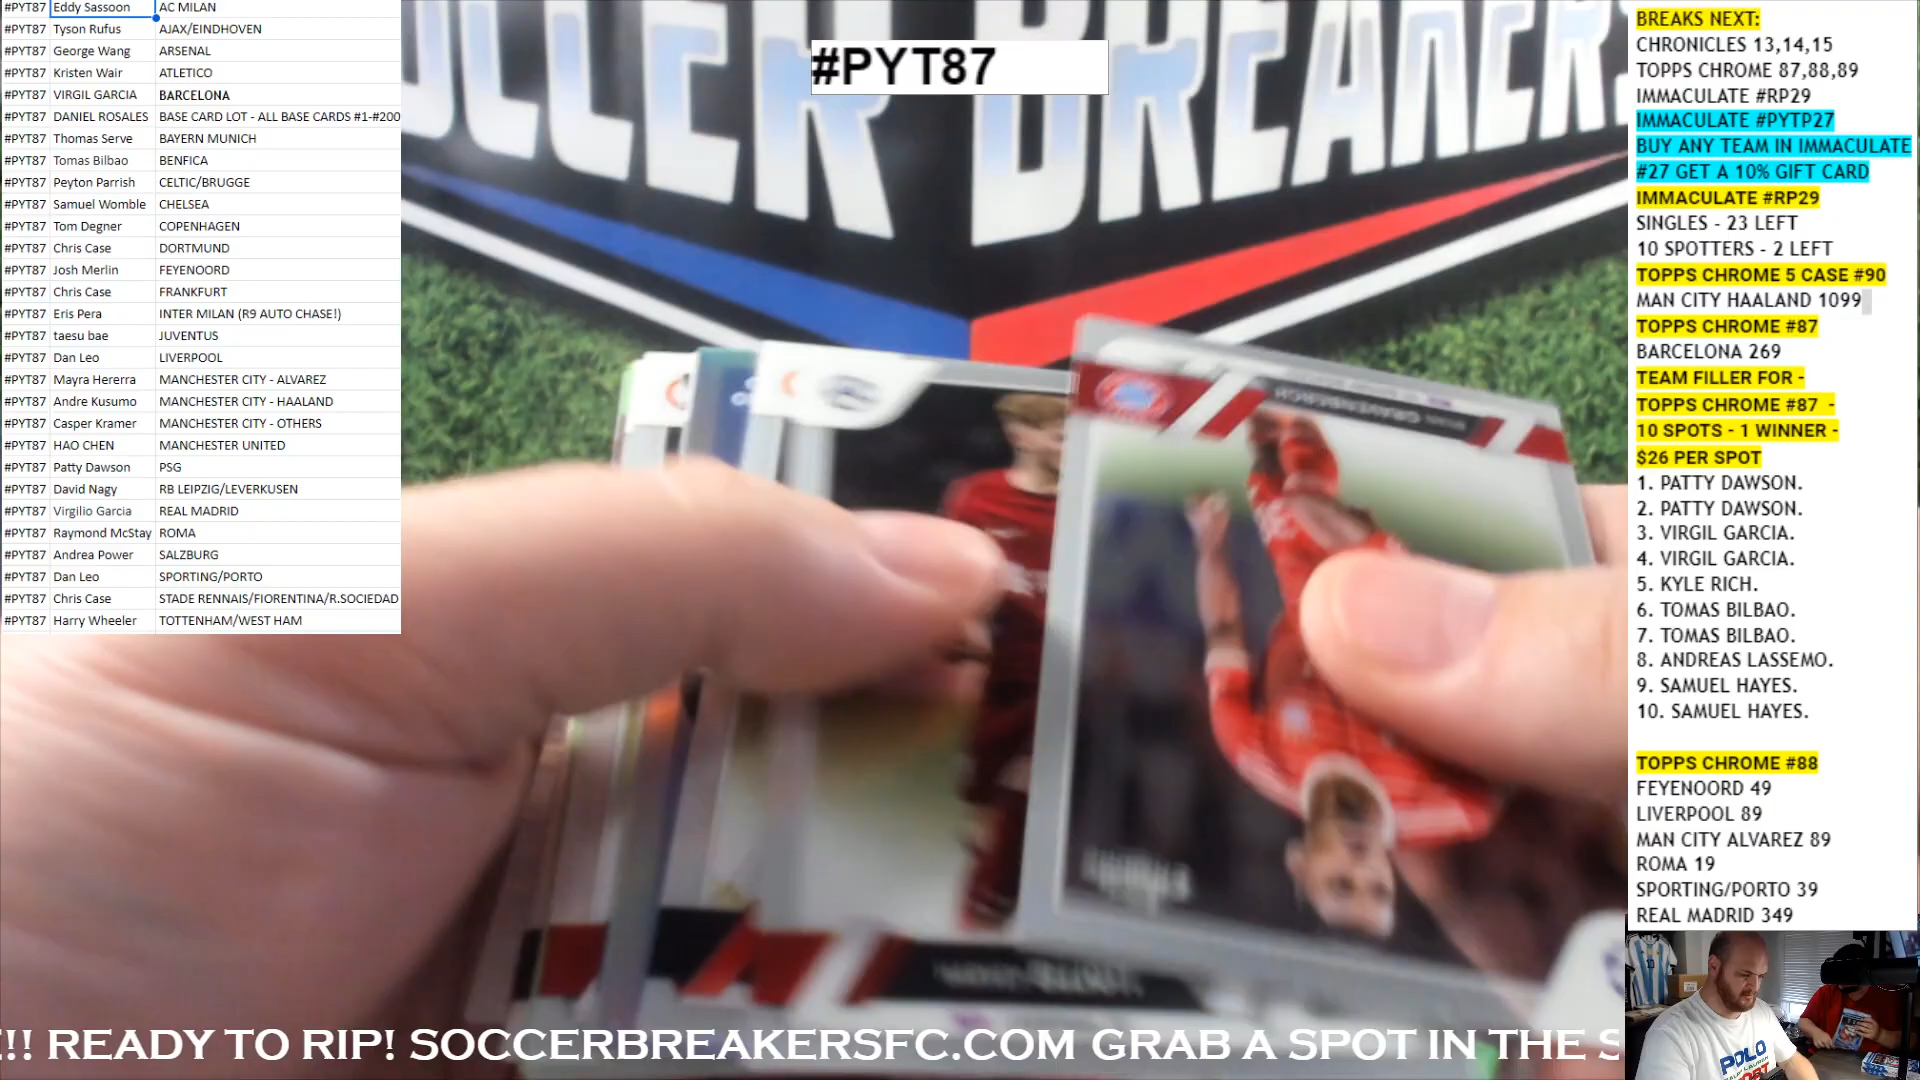 #PYT87 Eddy Sassoon AC MILAN
#PYT87 Tyson Rufus AJAX/EINDHOVEN
#PYT87 George Wang ARSENAL
#PYT87 Kristen Wair ATLETICO
#PYT87 VIRGIL GARCIA BARCELONA
#PYT87 DANIEL ROSALES BASE CARD LOT - ALL BASE CARDS #1-#200
#PYT87 Thomas Serve BAYERN MUNICH
#PYT87 Tomas Bilbao BENFICA
#PYT87 Peyton Parrish CELTIC/BRUGGE
#PYT87 Samuel Womble CHELSEA
#PYT87 Tom Degner COPENHAGEN
#PYT87 Chris Case DORTMUND
#PYT87 Josh Merlin FEYENOORD
#PYT87 Chris Case FRANKFURT
#PYT87 Eris Pera INTER MILAN (R9 AUTO CHASE!)
#PYT87 taesu bae JUVENTUS
#PYT87 Dan Leo LIVERPOOL
#PYT87 Mayra Hererra MANCHESTER CITY - ALVAREZ
#PYT87 Andre Kusumo MANCHESTER CITY - HAALAND
#PYT87 Casper Kramer MANCHESTER CITY - OTHERS
#PYT87 HAO CHEN MANCHESTER UNITED
#PYT87 Patty Dawson PSG
#PYT87 David Nagy RB LEIPZIG/LEVERKUSEN
#PYT87 Virgilio Garcia REAL MADRID
#PYT87 Raymond McStay ROMA
#PYT87 Andrea Power SALZBURG
#PYT87 Dan Leo SPORTING/PORTO
#PYT87 Chris Case STADE RENNAIS/FIORENTINA/R.SOCIEDAD
#PYT87 Harry Wheeler TOTTENHAM/WEST HAM
#PYT87
BREAKERS
BREAKS NEXT:
CHRONICLES 13,14,15
TOPPS CHROME 87,88,89
IMMACULATE #RP29
IMMACULATE #PYTP27
BUY ANY TEAM IN IMMACULATE
#27 GET A 10% GIFT CARD
IMMACULATE #RP29
SINGLES - 23 LEFT
10 SPOTTERS - 2 LEFT
TOPPS CHROME 5 CASE #90
MAN CITY HAALAND 1099
TOPPS CHROME #87
BARCELONA 269
TEAM FILLER FOR -
TOPPS CHROME #87 -
10 SPOTS - 1 WINNER -
$26 PER SPOT
1. PATTY DAWSON.
2. PATTY DAWSON.
3. VIRGIL GARCIA.
4. VIRGIL GARCIA.
5. KYLE RICH.
6. TOMAS BILBAO.
7. TOMAS BILBAO.
8. ANDREAS LASSEMO.
9. SAMUEL HAYES.
10. SAMUEL HAYES.
TOPPS CHROME #88
FEYENOORD 49
LIVERPOOL 89
MAN CITY ALVAREZ 89
ROMA 19
SPORTING/PORTO 39
REAL MADRID 349
POLO
!! READY TO RIP! SOCCERBREAKERSFC.COM GRAB A SPOT IN THE S